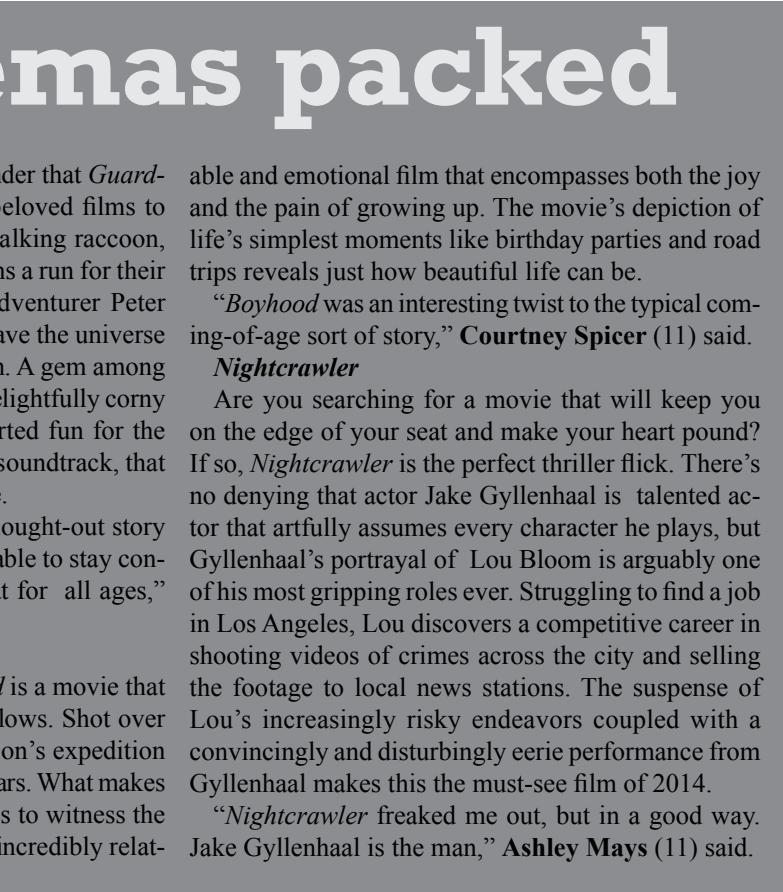 emas packed
der that Guard-
eloved films to
alking raccoon,
s a run for their
dventurer Peter
ave the universe
. A gem among
elightfully corny
rted fun for the
soundtrack, that
.
ought-out story
able to stay con-
t for all ages,”
is a movie that
lows. Shot over
on’s expedition
ars. What makes
s to witness the
incredibly relat-
able and emotional film that encompasses both the joy
and the pain of growing up. The movie’s depiction of
life’s simplest moments like birthday parties and road
trips reveals just how beautiful life can be.
“Boyhood was an interesting twist to the typical com-
ing-of-age sort of story,” Courtney Spicer (11) said.
Nightcrawler
Are you searching for a movie that will keep you
on the edge of your seat and make your heart pound?
If so, Nightcrawler is the perfect thriller flick. There’s
no denying that actor Jake Gyllenhaal is talented ac-
tor that artfully assumes every character he plays, but
Gyllenhaal’s portrayal of Lou Bloom is arguably one
of his most gripping roles ever. Struggling to find a job
in Los Angeles, Lou discovers a competitive career in
shooting videos of crimes across the city and selling
the footage to local news stations. The suspense of
Lou’s increasingly risky endeavors coupled with a
convincingly and disturbingly eerie performance from
Gyllenhaal makes this the must-see film of 2014.
“Nightcrawler freaked me out, but in a good way.
Jake Gyllenhaal is the man,” Ashley Mays (11) said.